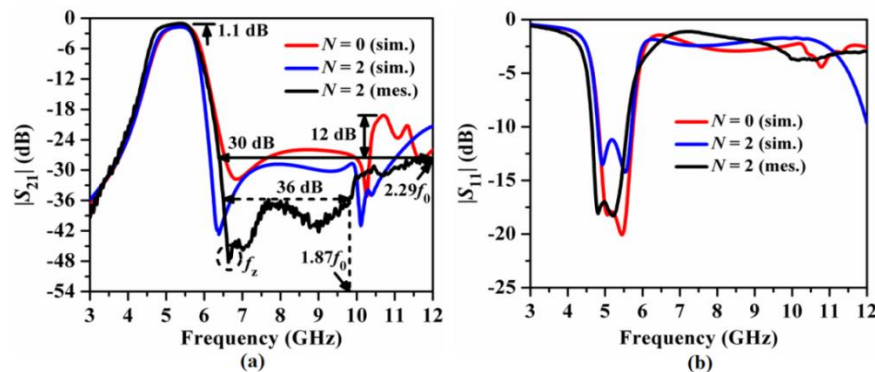 0
-6
-12
-18
-24
-30
-36
-42
-48
-54
|S21| (dB)
1.1 dB
N = 0 (sim.)
N = 2 (sim.)
N = 2 (mes.)
30 dB
12 dB
36 dB
2.29f0
1.87f0
fz
3 4 5 6 7 8 9 10 11 12
Frequency (GHz)
(a)
0
-5
-10
-15
-20
-25
|S11| (dB)
N = 0 (sim.)
N = 2 (sim.)
N = 2 (mes.)
3 4 5 6 7 8 9 10 11 12
Frequency (GHz)
(b)